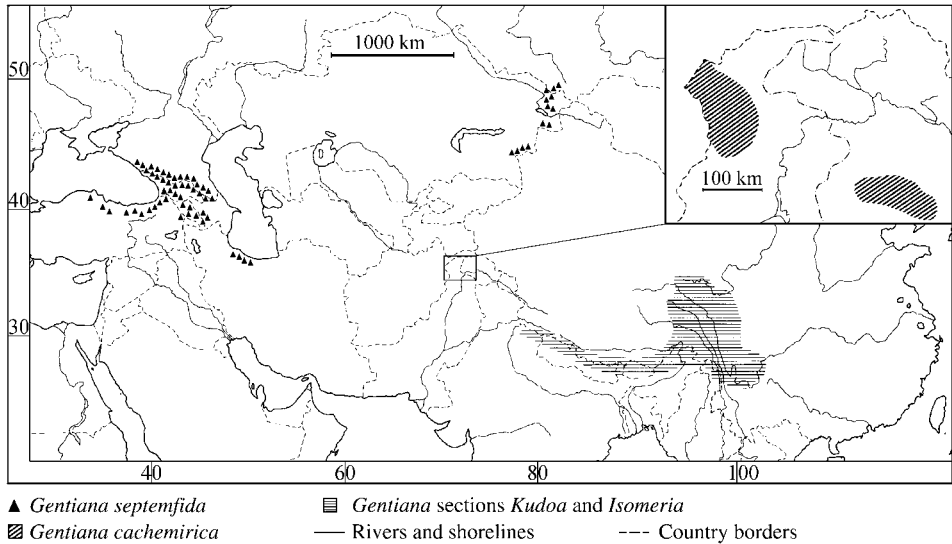 1000 km
50
40
30
100 km
40 60 80 100
Gentiana septemfida Gentiana sections Kudoa and Isomeria
Gentiana cachemirica Rivers and shorelines Country borders